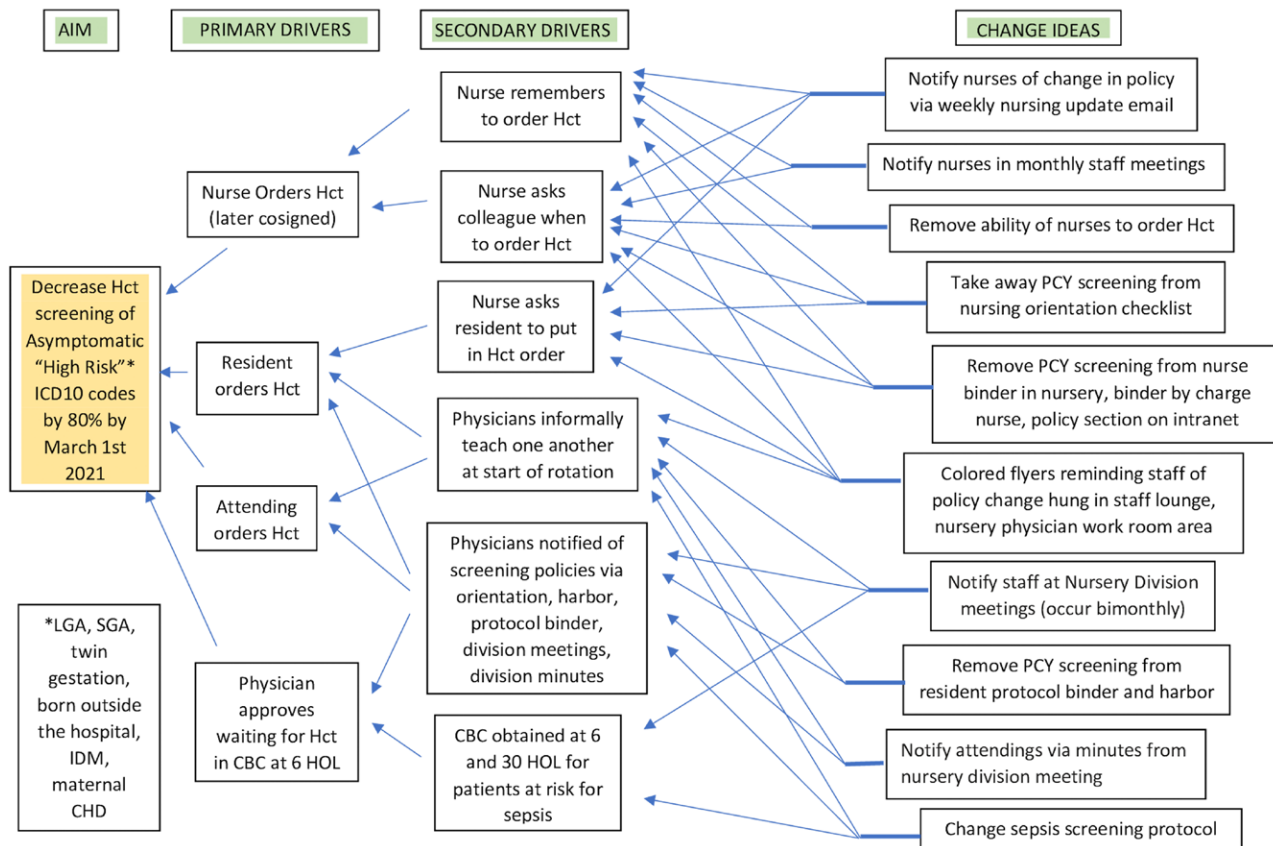 AIM
PRIMARY DRIVERS
SECONDARY DRIVERS
CHANGE IDEAS
Decrease Hct
screening of
Asymptomatic
“High Risk”*
ICD10 codes
by 80% by
March 1st
2021
*LGA, SGA,
twin
gestation,
born outside
the hospital,
IDM,
maternal
CHD
Nurse Orders Hct
(later cosigned)
Resident
orders Hct
Attending
orders Hct
Physician
approves
waiting for Hct
in CBC at 6 HOL
Nurse remembers
to order Hct
Nurse asks
colleague when
to order Hct
Nurse asks
resident to put
in Hct order
Physicians informally
teach one another
at start of rotation
Physicians notified of
screening policies via
orientation, harbor,
protocol binder,
division meetings,
division minutes
CBC obtained at 6
and 30 HOL for
patients at risk for
sepsis
Notify nurses of change in policy
via weekly nursing update email
Notify nurses in monthly staff meetings
Remove ability of nurses to order Hct
Take away PCY screening from
nursing orientation checklist
Remove PCY screening from nurse
binder in nursery, binder by charge
nurse, policy section on intranet
Colored flyers reminding staff of
policy change hung in staff lounge,
nursery physician work room area
Notify staff at Nursery Division
meetings (occur bimonthly)
Remove PCY screening from
resident protocol binder and harbor
Notify attendings via minutes from
nursery division meeting
Change sepsis screening protocol